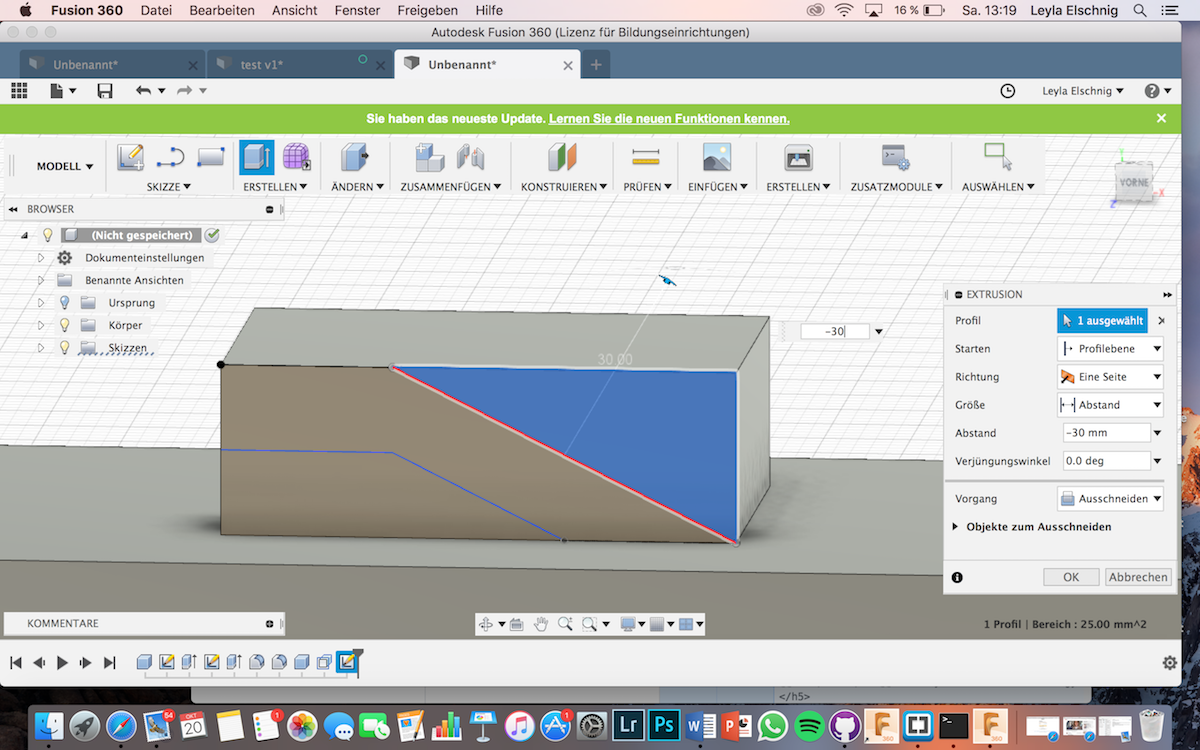 Fusion 360 Datei Bearbeiten Ansicht Fenster Freigeben Hilfe 16 % Sa. 13:19 Leyla Elschnig
Autodesk Fusion 360 (Lizenz für Bildungseinrichtungen)
Unbenannt* test v1* Unbenannt*
Leyla Elschnig
Sie haben das neueste Update. Lernen Sie die neuen Funktionen kennen.
MODELL
SKIZZE ERSTELLEN ÄNDERN ZUSAMMENFÜGEN KONSTRUIEREN PRÜFEN EINFÜGEN ERSTELLEN ZUSATZMODULE AUSWÄHLEN
VORNE
X
Z
BROWSER
(Nicht gespeichert)
Dokumenteinstellungen
Benannte Ansichten
Ursprung
Körper
Skizzen
-30
30.00
EXTRUSION
Profil 1 ausgewählt
Starten Profilebene
Richtung Eine Seite
Größe Abstand
Abstand -30 mm
Verjüngungswinkel 0.0 deg
Vorgang Ausschneiden
Objekte zum Ausschneiden
OK Abbrechen
KOMMENTARE
1 Profil | Bereich : 25.00 mm^2
</h5>
54 OKT 20 1 1
Lr Ps W P F 360 >_ F 360